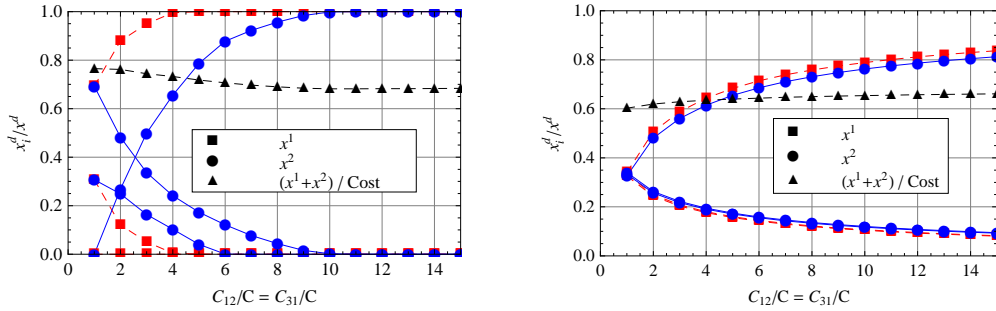 1.0
0.8
0.6
0.4
0.2
0.0
x_i^d/x^d
x^1
x^2
(x^1+x^2)/Cost
0 2 4 6 8 10 12 14
C_12/C = C_31/C
1.0
0.8
0.6
0.4
0.2
0.0
x_i^d/x^d
x^1
x^2
(x^1+x^2)/Cost
0 2 4 6 8 10 12 14
C_12/C = C_31/C